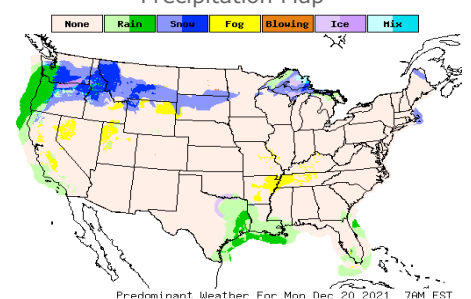 Precipitation Map
None Rain Snow Fog Blowing Ice Mix
Predominant Weather For Mon Dec 20 2021 7AM EST